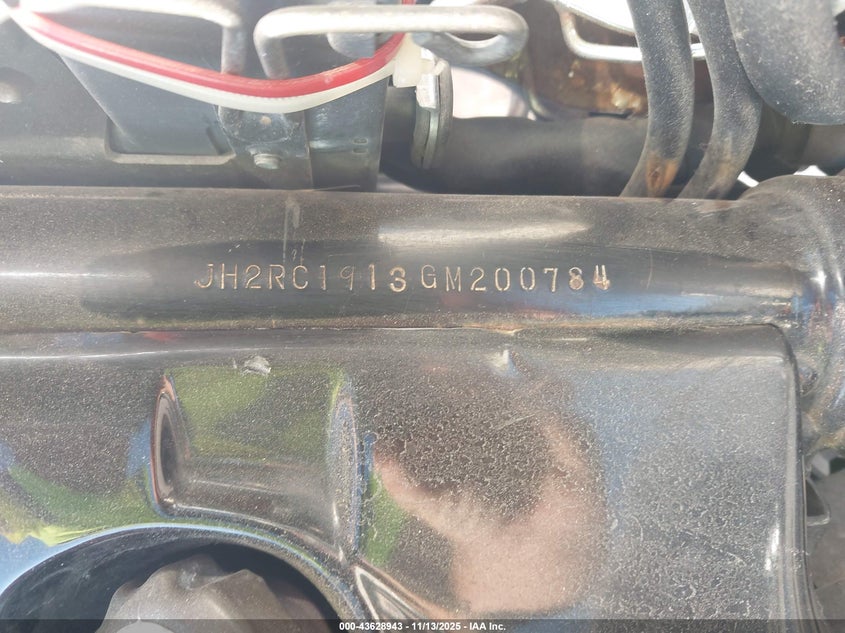 JH2RC1913GM200784
000-43628943 - 11/13/2025 - IAA Inc.